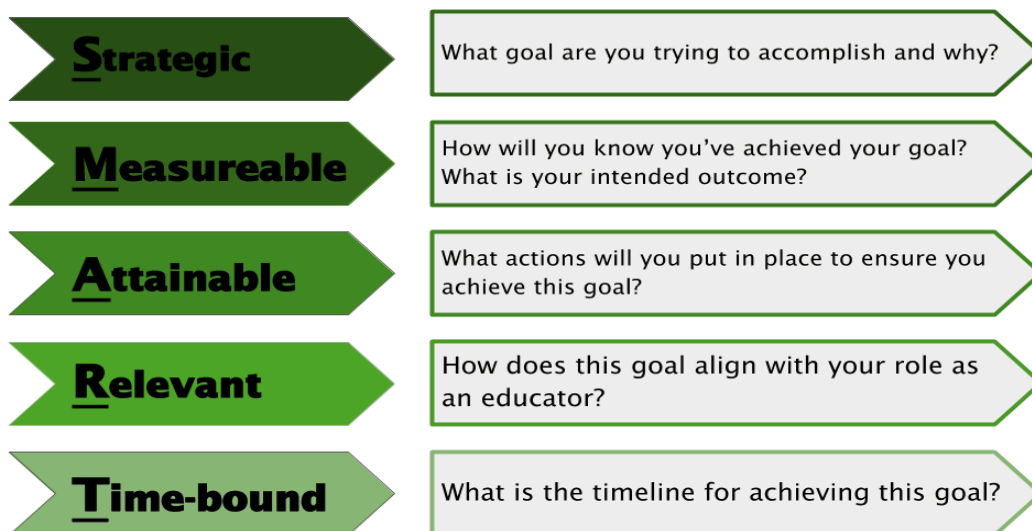 Strategic
What goal are you trying to accomplish and why?
Measureable
How will you know you've achieved your goal?
What is your intended outcome?
Attainable
What actions will you put in place to ensure you
achieve this goal?
Relevant
How does this goal align with your role as
an educator?
Time-bound
What is the timeline for achieving this goal?